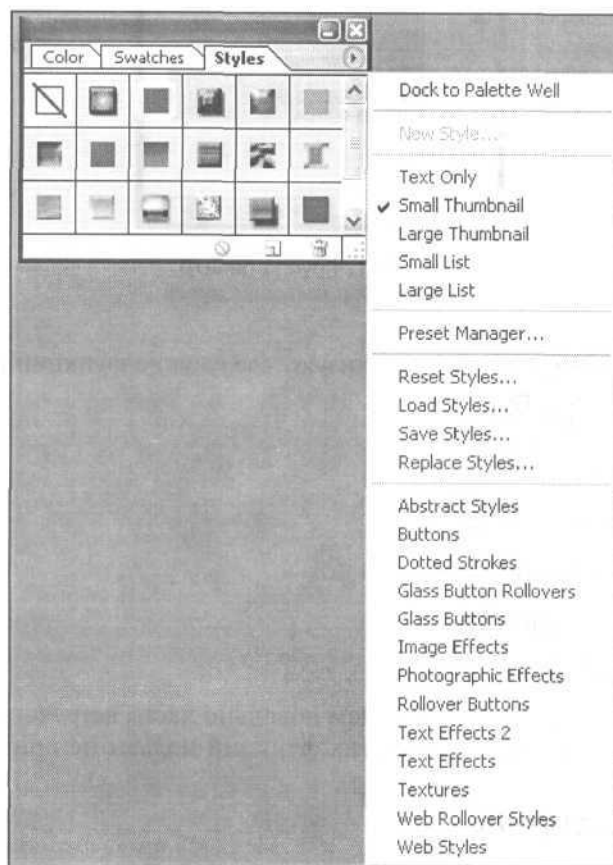 Color Swatches Styles
Dock to Palette Well
New Style...
Text Only
Small Thumbnail
Large Thumbnail
Small List
Large List
Preset Manager...
Reset Styles...
Load Styles...
Save Styles...
Replace Styles...
Abstract Styles
Buttons
Dotted Strokes
Glass Button Rollovers
Glass Buttons
Image Effects
Photographic Effects
Rollover Buttons
Text Effects 2
Text Effects
Textures
Web Rollover Styles
Web Styles